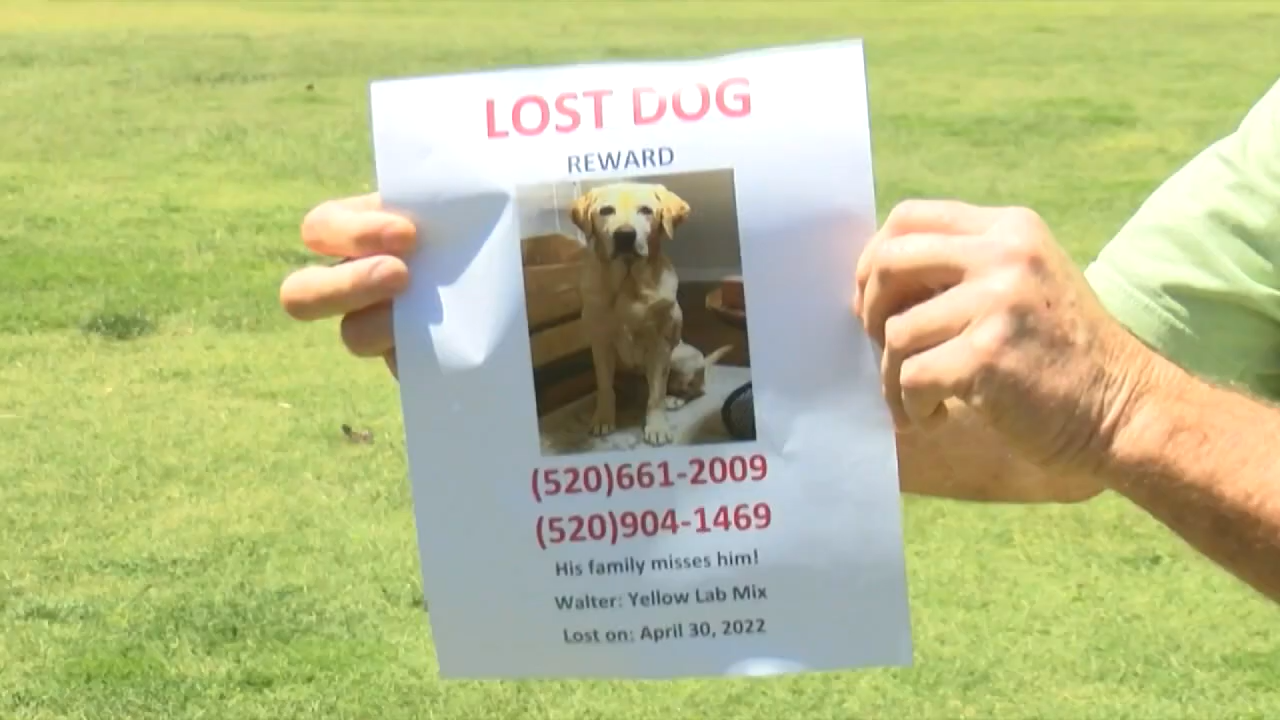 LOST DOG
REWARD
(520)661-2009
(520)904-1469
His family misses him!
Walter: Yellow Lab Mix
Lost on: April 30, 2022